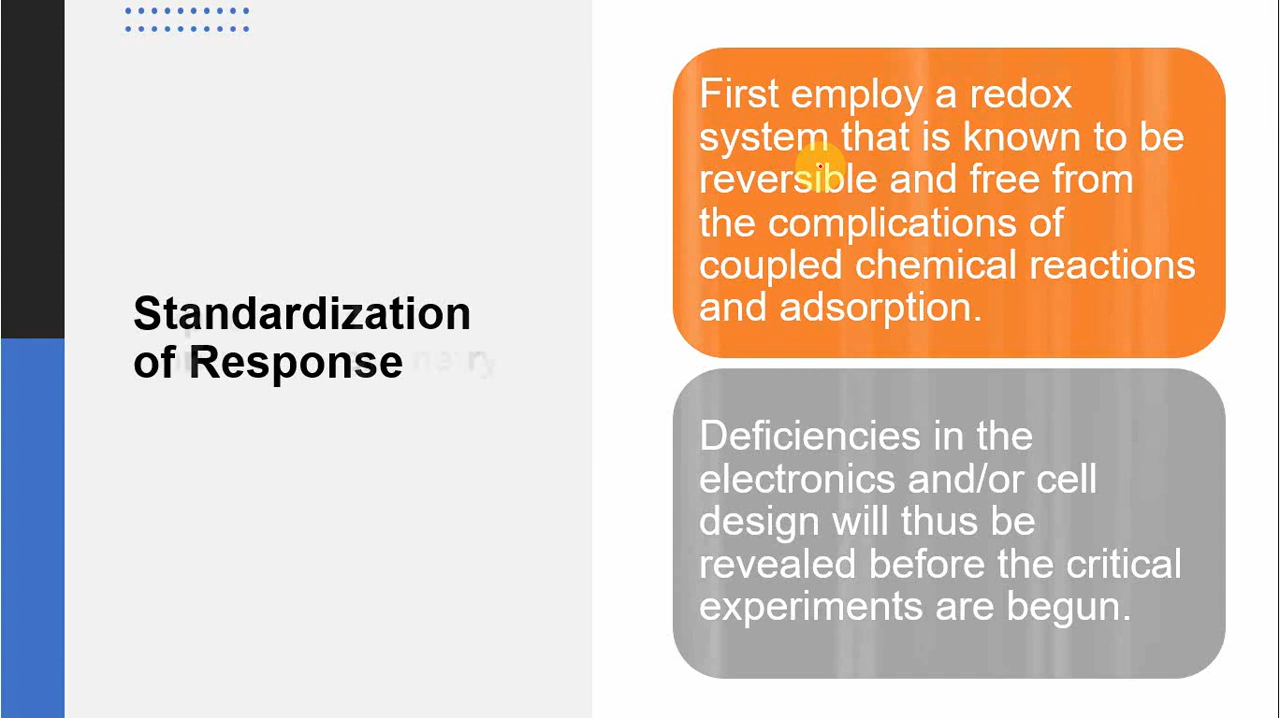 Standardization
of Response
First employ a redox
system that is known to be
reversible and free from
the complications of
coupled chemical reactions
and adsorption.
Deficiencies in the
electronics and/or cell
design will thus be
revealed before the critical
experiments are begun.